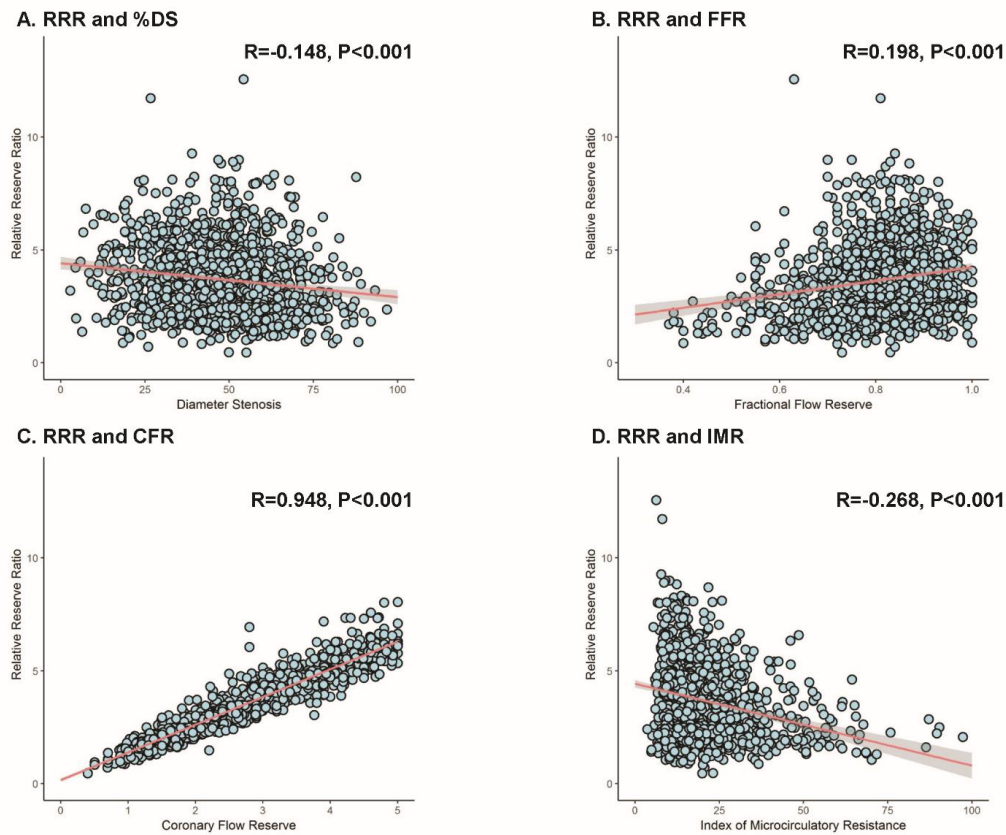 A. RRR and %DS
R=-0.148, P<0.001
Relative Reserve Ratio
10
5
0
0 25 50 75 100
Diameter Stenosis
B. RRR and FFR
R=0.198, P<0.001
Relative Reserve Ratio
10
5
0
0.4 0.6 0.8 1.0
Fractional Flow Reserve
C. RRR and CFR
R=0.948, P<0.001
Relative Reserve Ratio
10
5
0
0 1 2 3 4 5
Coronary Flow Reserve
D. RRR and IMR
R=-0.268, P<0.001
Relative Reserve Ratio
10
5
0
0 25 50 75 100
Index of Microcirculatory Resistance